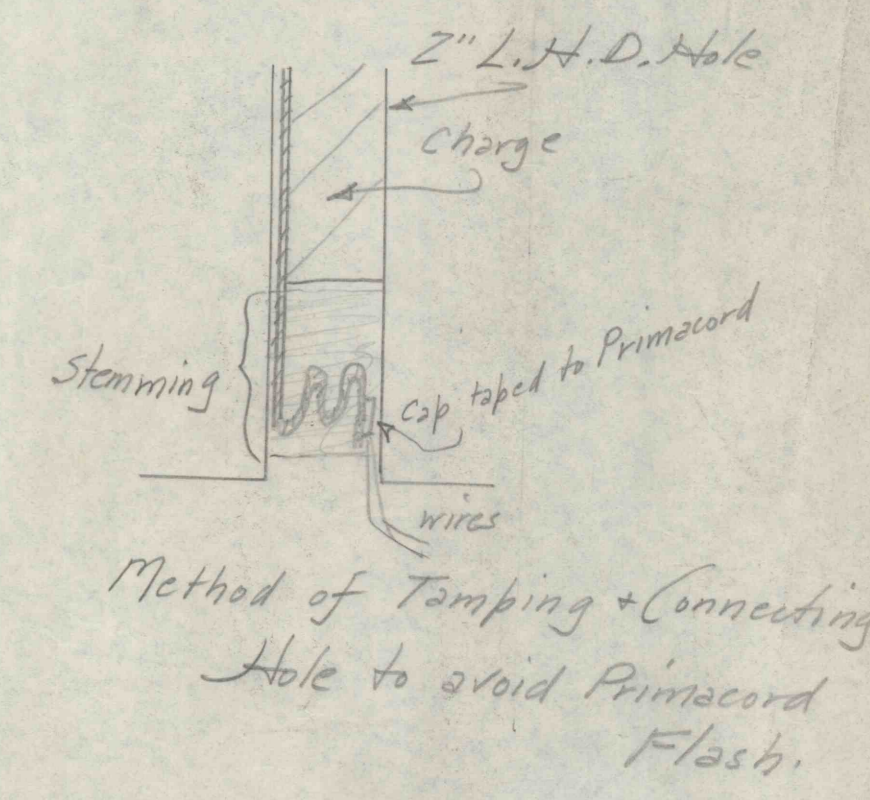 2" L.H.D. Hole
Charge
Stemming
Cap taped to Primacord
wires
Method of Tamping + Connecting
Hole to avoid Primacord
Flash.